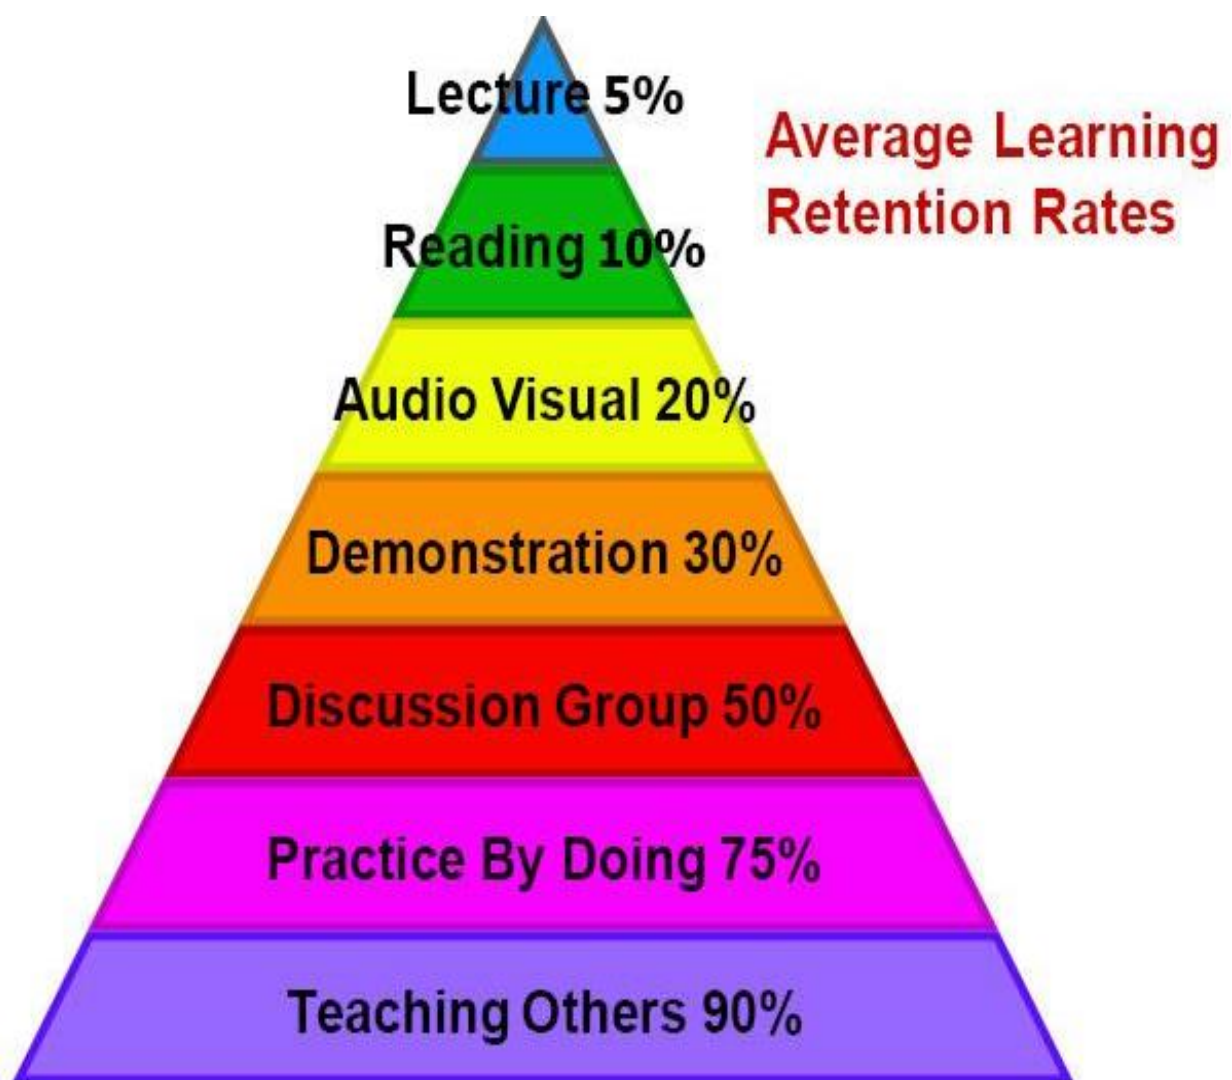 Lecture 5%
Average Learning
Retention Rates
Reading 10%
Audio Visual 20%
Demonstration 30%
Discussion Group 50%
Practice By Doing 75%
Teaching Others 90%